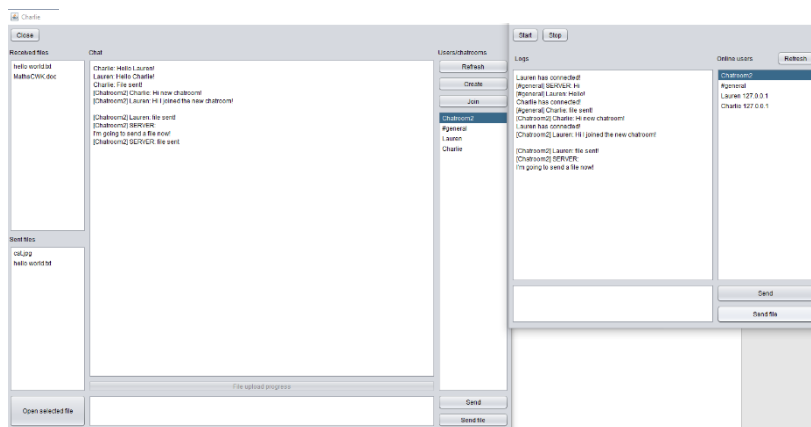 Charlie
Close
Received files
hello world.txt
MathsCWK.doc
Sent files
cat.jpg
hello world.txt
Open selected file
Chat
Charlie: Hello Lauren!
Lauren: Hello Charlie!
Charlie: File sent!
[Chatroom2] Charlie: Hi new chatroom!
[Chatroom2] Lauren: Hi I joined the new chatroom!
[Chatroom2] Lauren: file sent!
[Chatroom2] SERVER:
I'm going to send a file now!
[Chatroom2] SERVER: file sent
File upload progress
Users/chatrooms
Refresh
Create
Join
Chatroom2
#general
Lauren
Charlie
Send
Send file
Start
Stop
Logs
Lauren has connected!
[#general] SERVER: Hi
[#general] Lauren: Hello!
Charlie has connected!
[#general] Charlie: file sent!
[Chatroom2] Charlie: Hi new chatroom!
Lauren has connected!
[Chatroom2] Lauren: Hi I joined the new chatroom!
[Chatroom2] Lauren: file sent!
[Chatroom2] SERVER:
I'm going to send a file now!
Online users
Refresh
Chatroom2
#general
Lauren 127.0.0.1
Charlie 127.0.0.1
Send
Send file